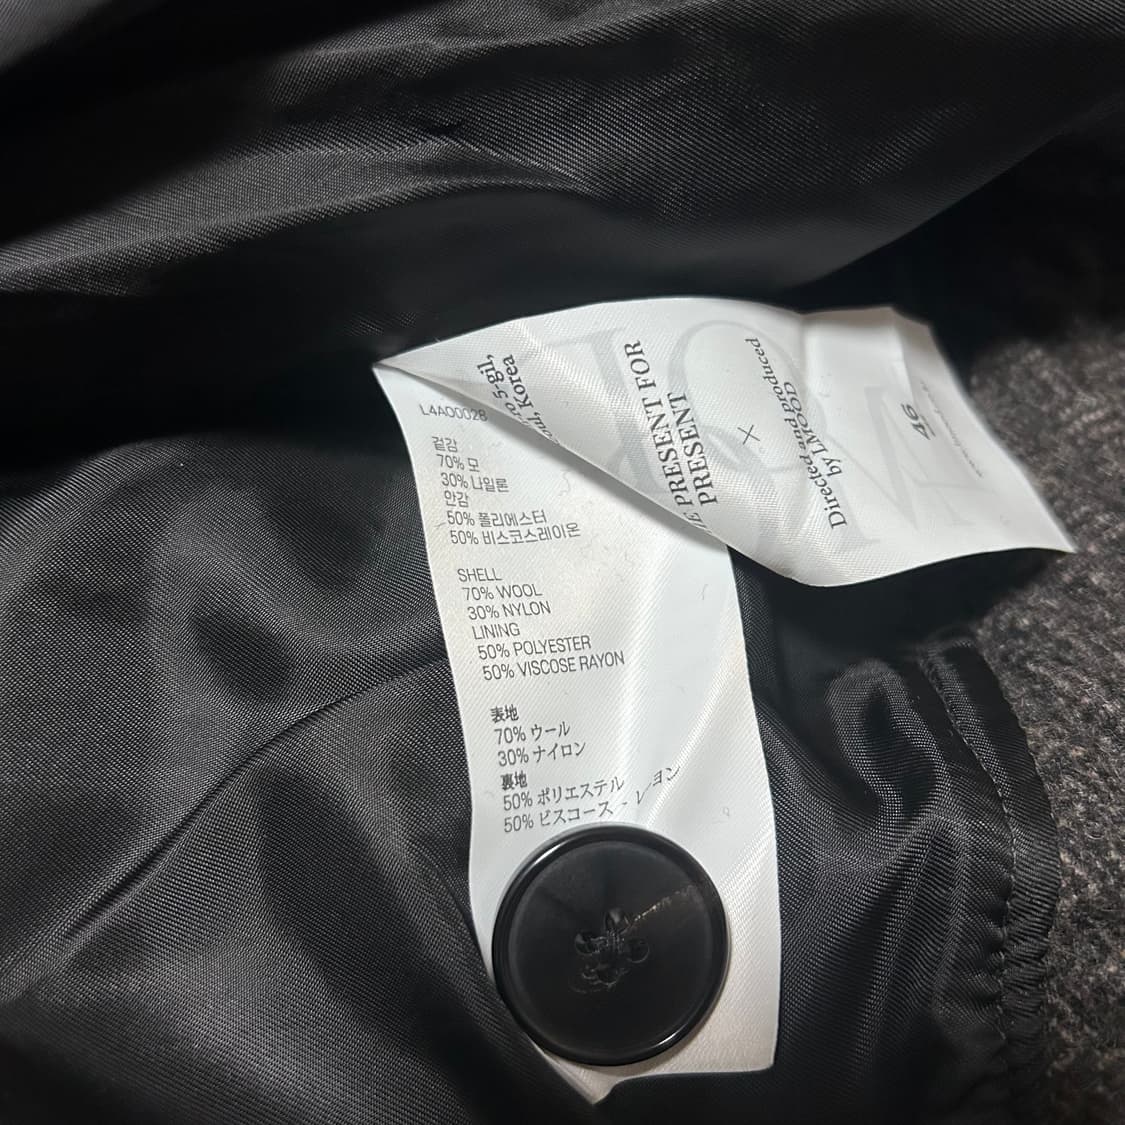 L4A00028
겉감
70% 모
30% 나일론
안감
50% 폴리에스터
50% 비스코스레이온
SHELL
70% WOOL
30% NYLON
LINING
50% POLYESTER
50% VISCOSE RAYON
表地
70% ウール
30% ナイロン
裏地
50% ポリエステル
50% ビスコースレーヨン
5-gil,
Korea
PRESENT FOR
PRESENT
×
Directed and produced
by LMOOD
46